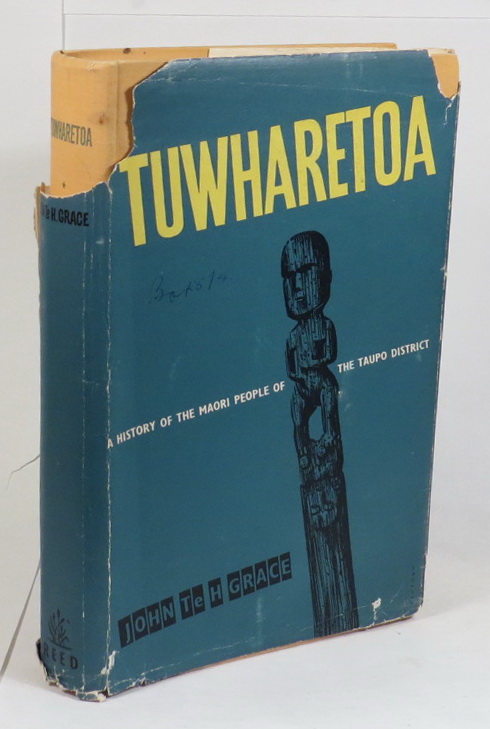 TUWHARETOA
Te H. GRACE
REED
TUWHARETOA
A HISTORY OF THE MAORI PEOPLE OF THE TAUPO DISTRICT
JOHN Te H GRACE